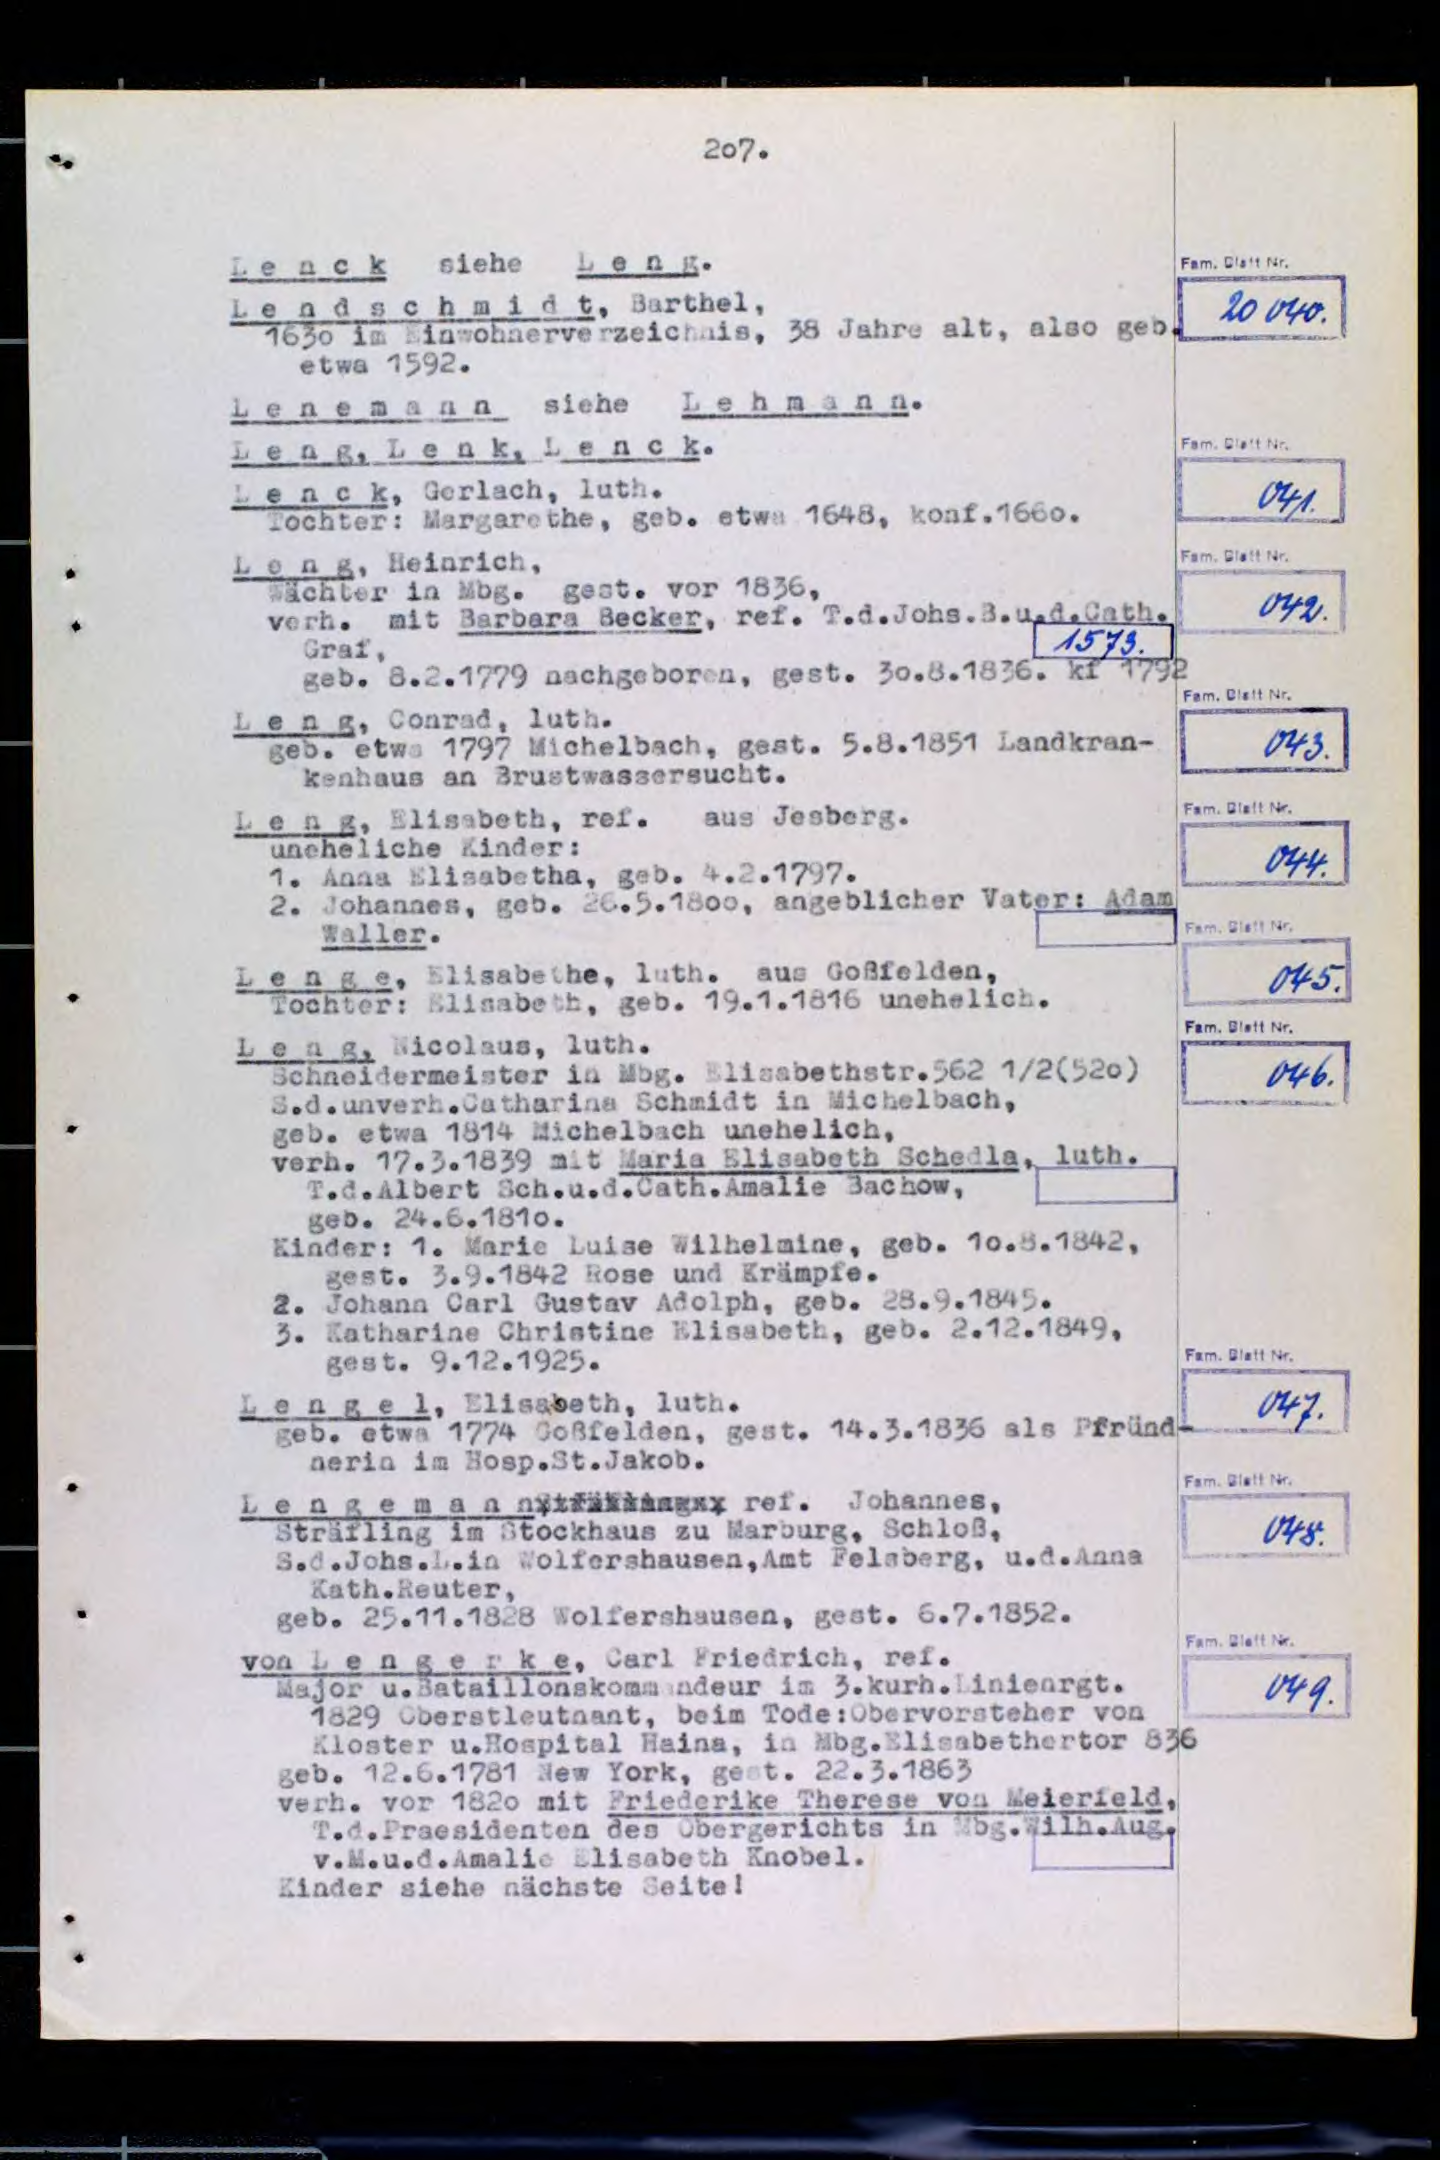 207.
Lenck siehe Leng.
Fam. Blatt Nr.
20 040.
Lendschmidt, Barthel,
1630 im Einwohnerverzeichnis, 38 Jahre alt, also geb.
etwa 1592.
Lenemann siehe Lehmann.
Leng, Lenk, Lenck.
Fam. Blatt Nr.
041.
Lenck, Gerlach, luth.
Tochter: Margarethe, geb. etwa 1648, konf.1660.
Fam. Blatt Nr.
042.
Leng, Heinrich,
Wächter in Mbg. gest. vor 1836,
verh. mit Barbara Becker, ref. T.d.Johs.B.u.d.Cath.
1573.
Graf,
geb. 8.2.1779 nachgeboren, gest. 30.8.1836. kf 1792
Fam. Blatt Nr.
043.
Leng, Conrad, luth.
geb. etwa 1797 Michelbach, gest. 5.8.1851 Landkran-
kenhaus an Brustwassersucht.
Fam. Blatt Nr.
044.
Leng, Elisabeth, ref. aus Jesberg.
uneheliche Kinder:
1. Anna Elisabetha, geb. 4.2.1797.
2. Johannes, geb. 26.5.1800, angeblicher Vater: Adam
Waller.
Fam. Blatt Nr.
045.
Lenge, Elisabethe, luth. aus Goßfelden,
Tochter: Elisabeth, geb. 19.1.1816 unehelich.
Fam. Blatt Nr.
046.
Leng, Nicolaus, luth.
Schneidermeister in Mbg. Elisabethstr.562 1/2(520)
S.d.unverh.Catharina Schmidt in Michelbach,
geb. etwa 1814 Michelbach unehelich,
verh. 17.3.1839 mit Maria Elisabeth Schedla, luth.
T.d.Albert Sch.u.d.Cath.Amalie Bachow,
geb. 24.6.1810.
Kinder: 1. Marie Luise Wilhelmine, geb. 10.8.1842,
gest. 3.9.1842 Rose und Krämpfe.
2. Johann Carl Gustav Adolph, geb. 28.9.1845.
3. Katharine Christine Elisabeth, geb. 2.12.1849,
gest. 9.12.1925.
Fam. Blatt Nr.
047.
Lengel, Elisabeth, luth.
geb. etwa 1774 Goßfelden, gest. 14.3.1836 als Pfründ-
nerin im Hosp.St.Jakob.
Fam. Blatt Nr.
048.
Lengemann ref. Johannes,
Sträfling im Stockhaus zu Marburg, Schloß,
S.d.Johs.L.in Wolfershausen,Amt Felsberg, u.d.Anna
Kath.Reuter,
geb. 25.11.1828 Wolfershausen, gest. 6.7.1852.
Fam. Blatt Nr.
049.
von Lengerke, Carl Friedrich, ref.
Major u.Bataillonskommandeur im 3.kurh.Linienrgt.
1829 Oberstleutnant, beim Tode:Obervorsteher von
Kloster u.Hospital Haina, in Mbg.Elisabethertor 836
geb. 12.6.1781 New York, gest. 22.3.1863
verh. vor 1820 mit Friederike Therese von Meierfeld,
T.d.Praesidenten des Obergerichts in Mbg.Wilh.Aug.
v.M.u.d.Amalie Elisabeth Knobel.
Kinder siehe nächste Seite!